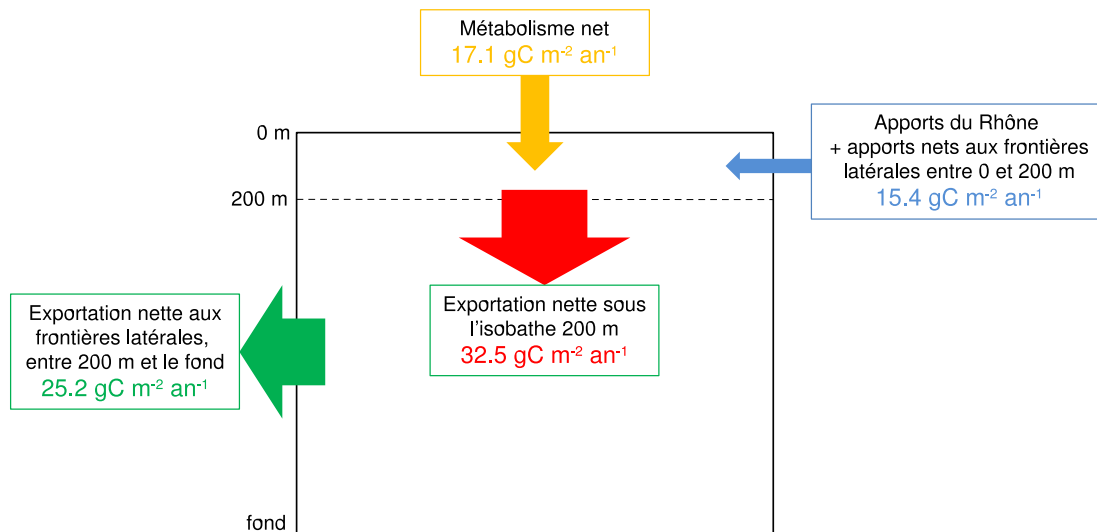 Métabolisme net
17.1 gC m⁻² an⁻¹
0 m
Apports du Rhône
+ apports nets aux frontières
latérales entre 0 et 200 m
15.4 gC m⁻² an⁻¹
200 m
Exportation nette aux
frontières latérales,
entre 200 m et le fond
25.2 gC m⁻² an⁻¹
Exportation nette sous
l'isobathe 200 m
32.5 gC m⁻² an⁻¹
fond